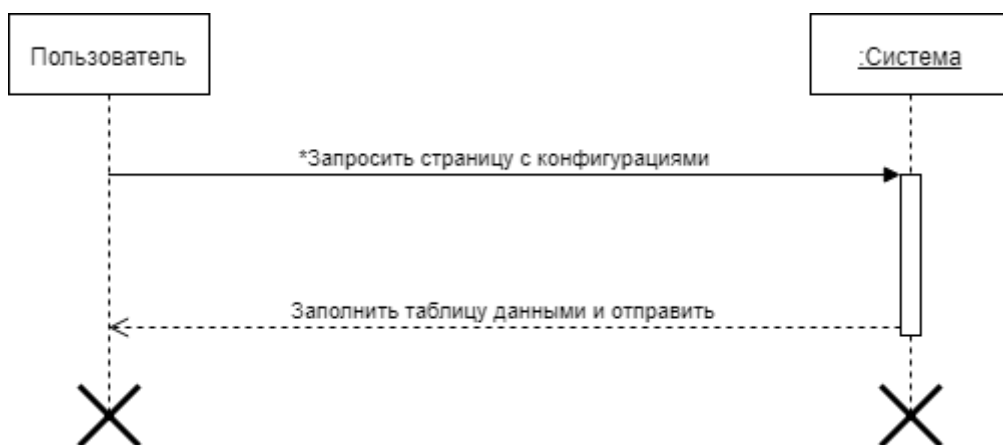 Пользователь
:Система
*Запросить страницу с конфигурациями
Заполнить таблицу данными и отправить